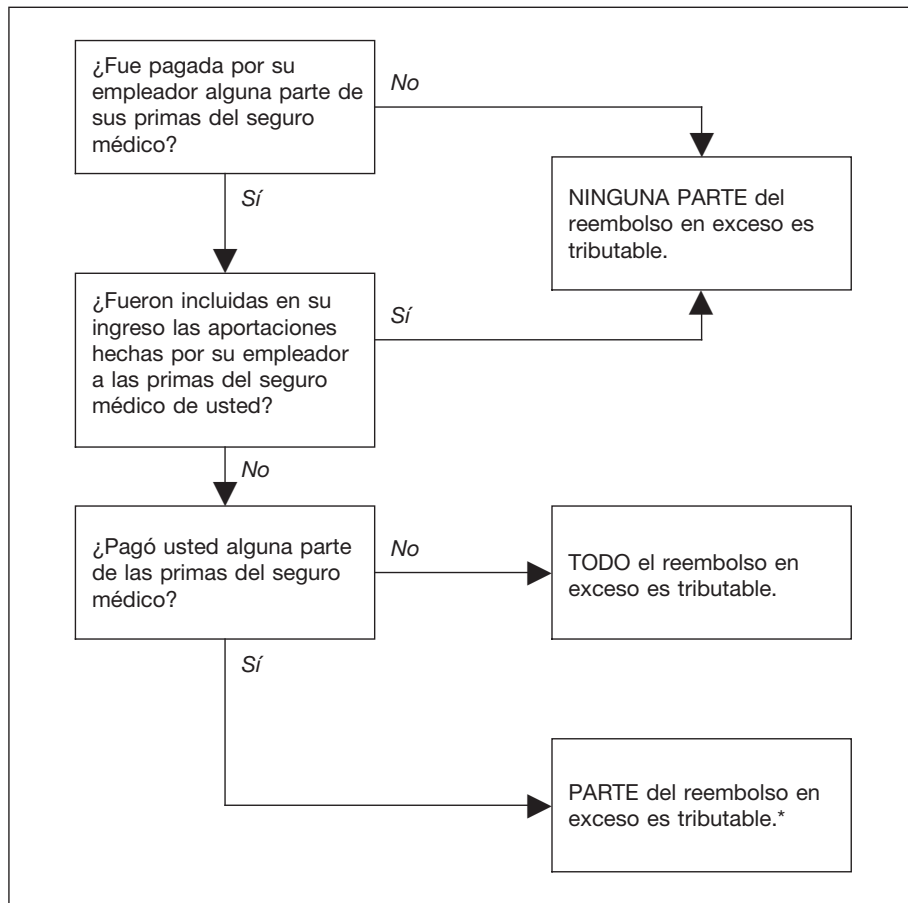 ¿Fue pagada por su
empleador alguna parte de
sus primas del seguro
médico?
No
Sí
NINGUNA PARTE del
reembolso en exceso es
tributable.
¿Fueron incluidas en su
ingreso las aportaciones
hechas por su empleador
a las primas del seguro
médico de usted?
Sí
No
¿Pagó usted alguna parte
de las primas del seguro
médico?
No
TODO el reembolso en
exceso es tributable.
Sí
PARTE del reembolso en
exceso es tributable.*